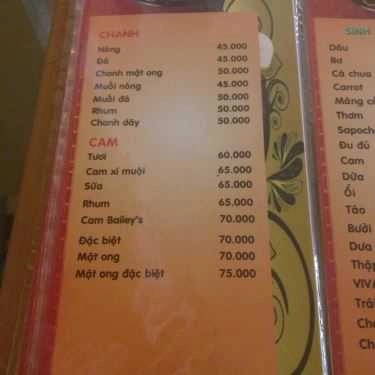 CHANH
Nóng 45.000
Đá 45.000
Chanh mật ong 50.000
Muối nóng 45.000
Muối đá 50.000
Rhum 50.000
Chanh dây 50.000
CAM
Tươi 60.000
Cam xí muội 65.000
Sữa 65.000
Rhum 65.000
Cam Bailey's 70.000
Đặc biệt 70.000
Mật ong 70.000
Mật ong đặc biệt 75.000
SINH
Dâu
Bơ
Cà chua
Carrot
Mãng
Thơm
Sapoch
Đu đủ
Cam
Dừa
Ổi
Táo
Bưởi
Dưa
Thập
VIVA
Trái